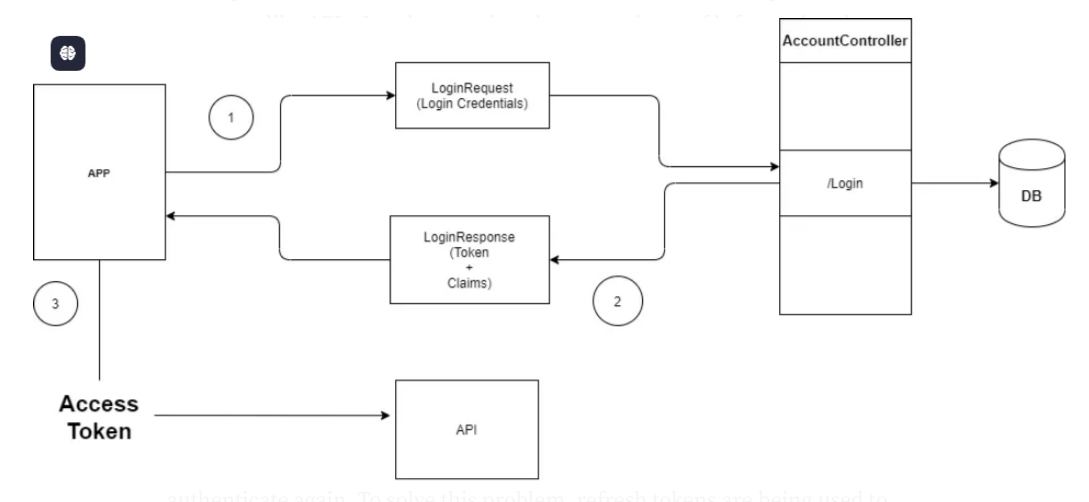 AccountController
LoginRequest
(Login Credentials)
1
APP
/Login
DB
LoginResponse
(Token
+
Claims)
2
3
Access
Token
API
authenticate again. To solve this problem, refresh tokens are being used to